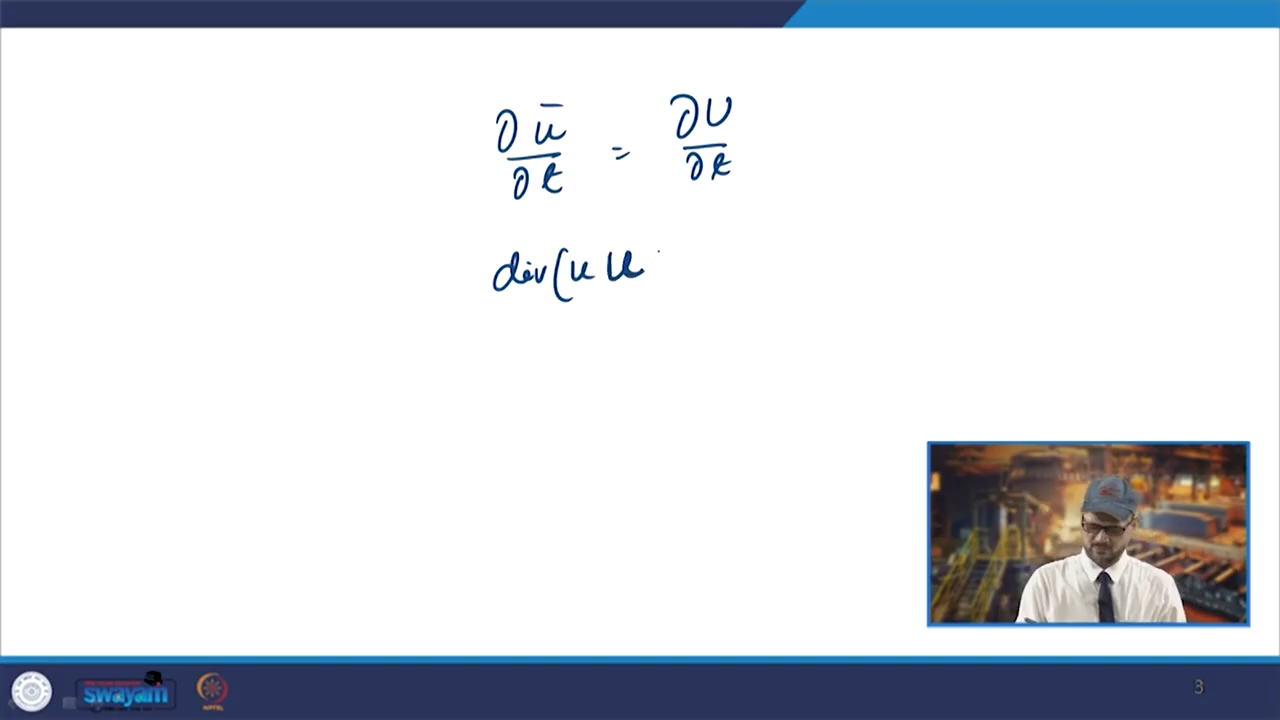 ∂ū/∂t = ∂U/∂t
div(u u
3
swayam